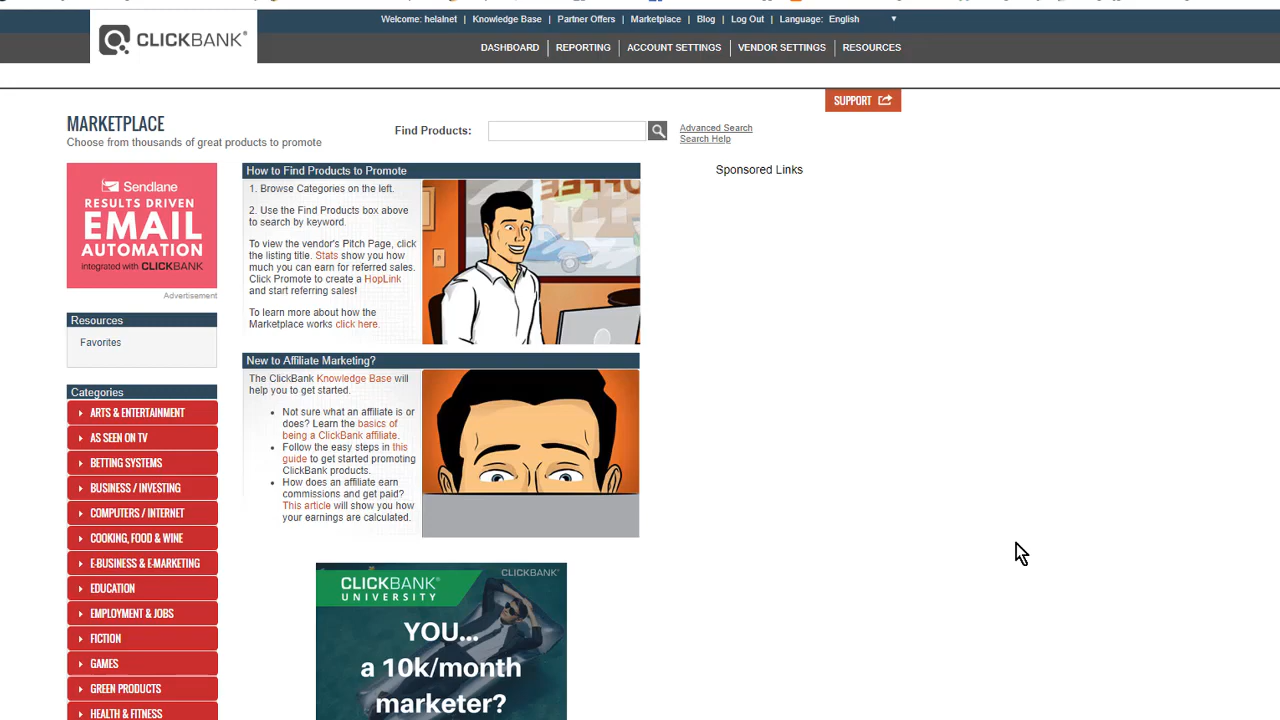 Welcome: helalnet | Knowledge Base | Partner Offers | Marketplace | Blog | Log Out | Language: English ▼
CLICKBANK®
DASHBOARD | REPORTING | ACCOUNT SETTINGS | VENDOR SETTINGS | RESOURCES
SUPPORT
MARKETPLACE
Choose from thousands of great products to promote
Find Products:
Advanced Search
Search Help
Sendlane
RESULTS DRIVEN
EMAIL
AUTOMATION
integrated with CLICKBANK
Advertisement
Resources
Favorites
Categories
ARTS & ENTERTAINMENT
AS SEEN ON TV
BETTING SYSTEMS
BUSINESS / INVESTING
COMPUTERS / INTERNET
COOKING, FOOD & WINE
E-BUSINESS & E-MARKETING
EDUCATION
EMPLOYMENT & JOBS
FICTION
GAMES
GREEN PRODUCTS
HEALTH & FITNESS
How to Find Products to Promote
1. Browse Categories on the left.
2. Use the Find Products box above
to search by keyword.
To view the vendor's Pitch Page, click
the listing title. Stats show you how
much you can earn for referred sales.
Click Promote to create a HopLink
and start referring sales!
To learn more about how the
Marketplace works click here.
COFFEE
New to Affiliate Marketing?
The ClickBank Knowledge Base will
help you to get started.
• Not sure what an affiliate is or
does? Learn the basics of
being a ClickBank affiliate.
• Follow the easy steps in this
guide to get started promoting
ClickBank products.
• How does an affiliate earn
commissions and get paid?
This article will show you how
your earnings are calculated.
CLICKBANK®
UNIVERSITY
CLICKBANK®
YOU...
a 10k/month
marketer?
Sponsored Links